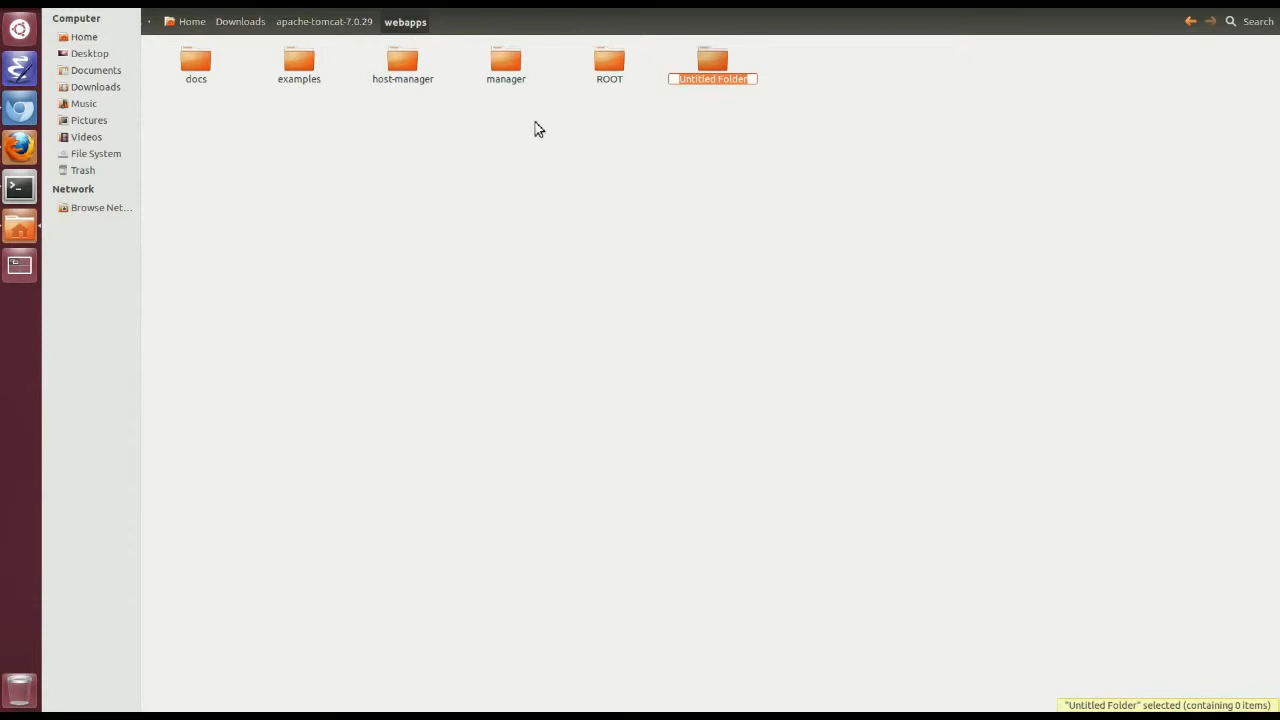 Home Downloads apache-tomcat-7.0.29 webapps Search
Computer
Home
Desktop
Documents
Downloads
Music
Pictures
Videos
File System
Trash
Network
Browse Net...
docs examples host-manager manager ROOT Untitled Folder
"Untitled Folder" selected (containing 0 items)